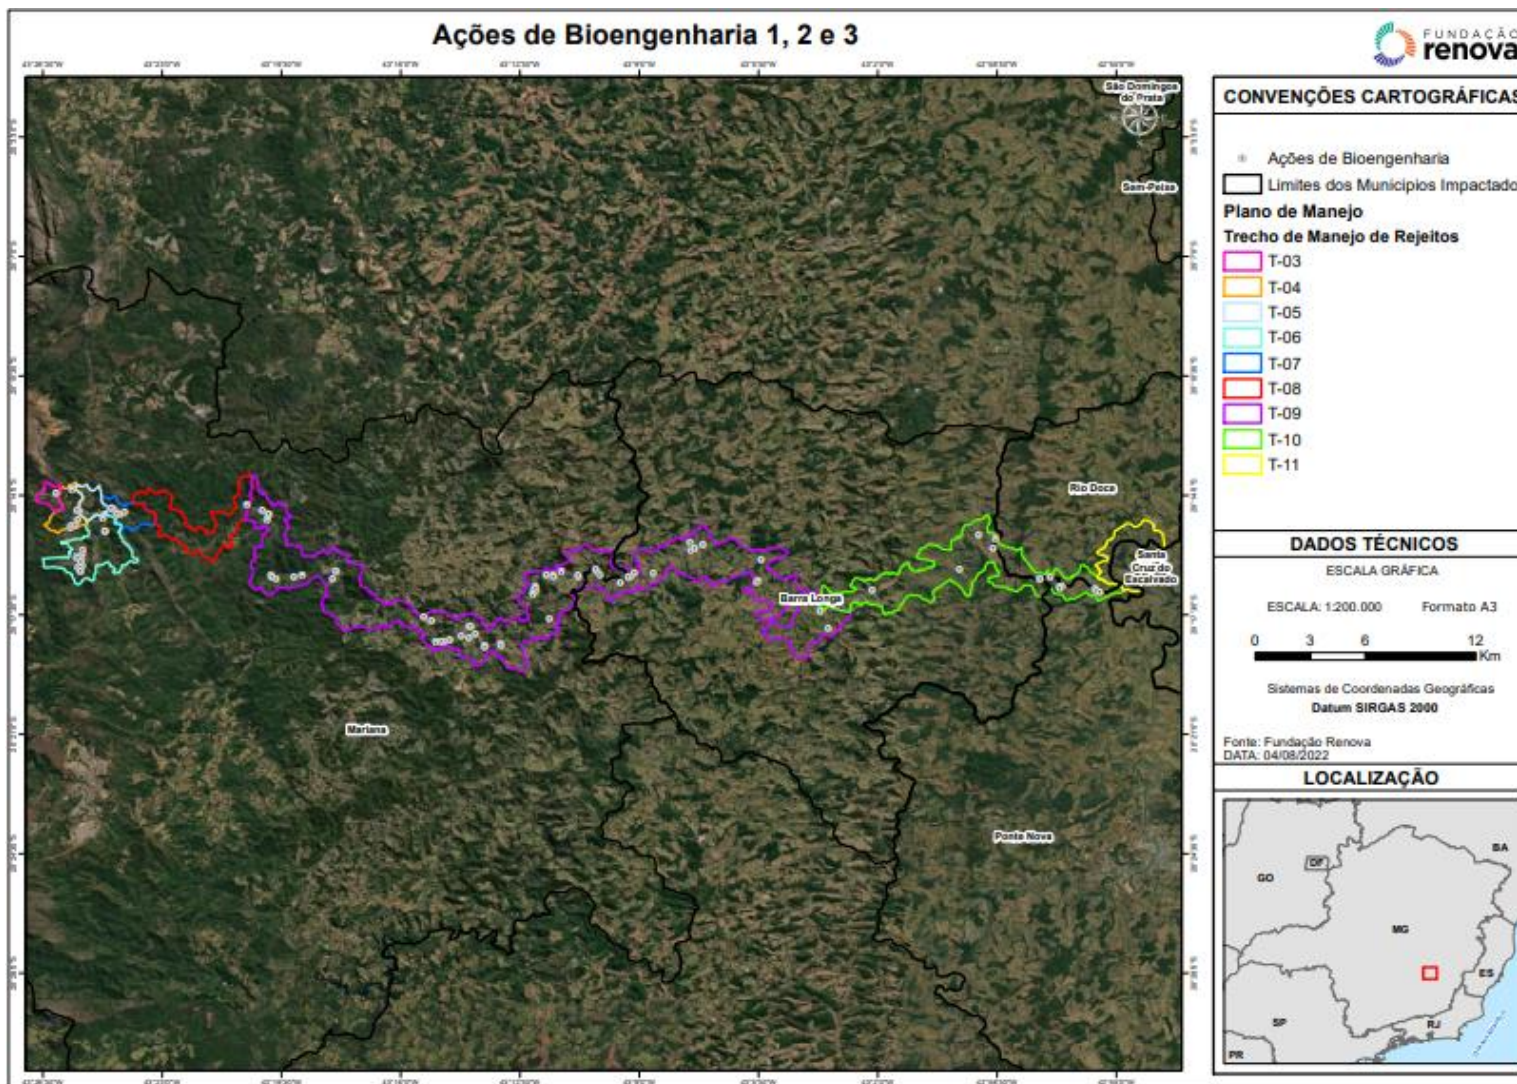 Ações de Bioengenharia 1, 2 e 3
FUNDAÇÃO
renova
São Domingos
do Prata
Sem-Peixe
Rio Doce
Santa
Cruz do
Escalvado
Barra Longa
Mariana
Ponte Nova
CONVENÇÕES CARTOGRÁFICAS
Ações de Bioengenharia
Limites dos Municipios Impactado
Plano de Manejo
Trecho de Manejo de Rejeitos
T-03
T-04
T-05
T-06
T-07
T-08
T-09
T-10
T-11
DADOS TÉCNICOS
ESCALA GRÁFICA
ESCALA: 1:200.000 Formato A3
0 3 6 12
Km
Sistemas de Coordenadas Geográficas
Datum SIRGAS 2000
Fonte: Fundação Renova
DATA: 04/08/2022
LOCALIZAÇÃO
BA
DF
GO
MG
ES
SP
RJ
PR